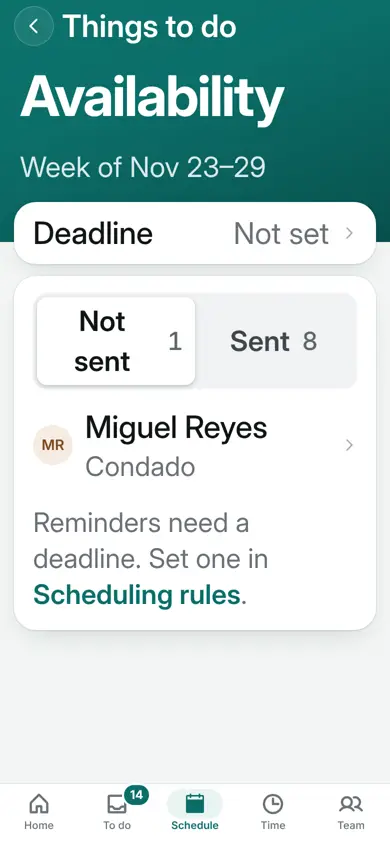 Things to do
Availability
Week of Nov 23–29
Deadline Not set
Not sent 1 Sent 8
MR
Miguel Reyes
Condado
Reminders need a
deadline. Set one in
Scheduling rules.
14
Home To do Schedule Time Team